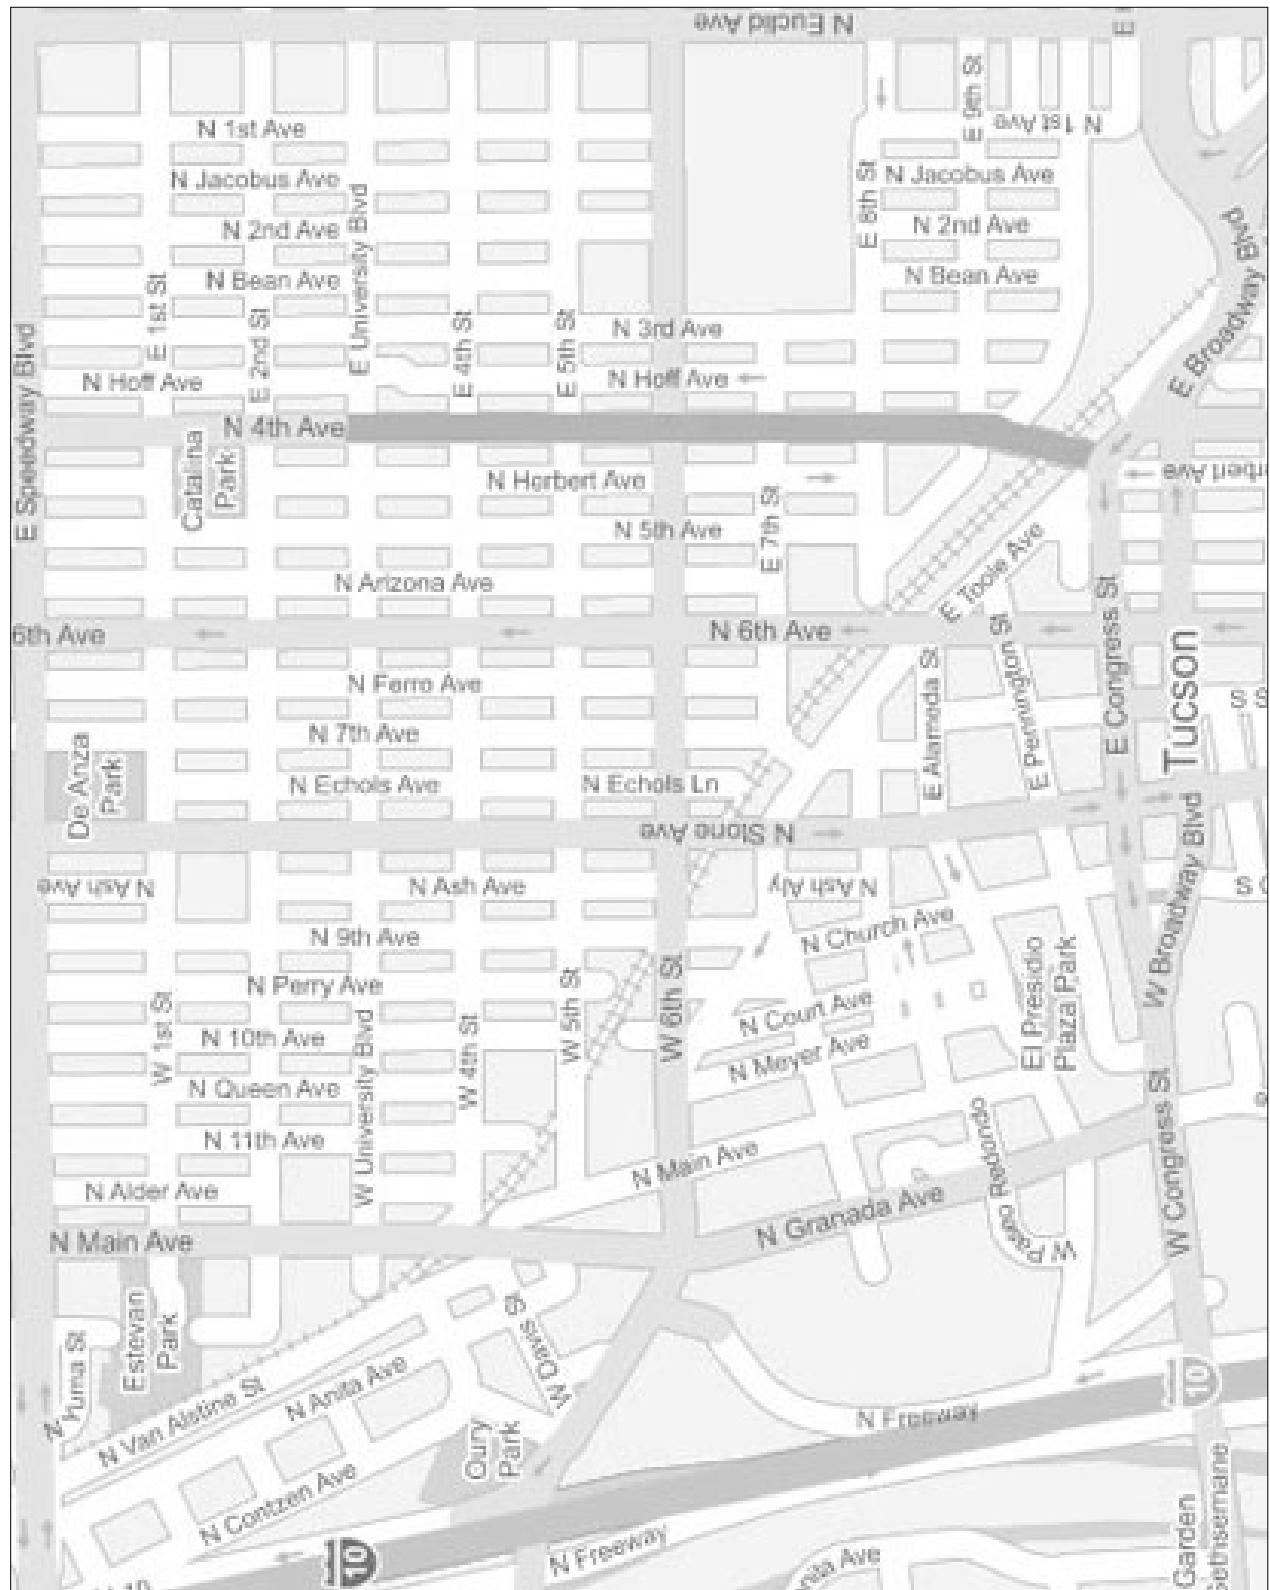 N Euclid Ave
E
N 1st Ave
E 9th St
N 1st Ave
N Jacobus Ave
N Jacobus Ave
E 8th St
N 2nd Ave
N 2nd Ave
E University Blvd
N Bean Ave
N Bean Ave
E Broadway Blvd
E 1st St
E 2nd St
E 4th St
E 5th St
N 3rd Ave
E Speedway Blvd
N Hoff Ave
N Hoff Ave
N 4th Ave
Catalina
Park
N Herbert Ave
rbert Ave
E 7th St
N 5th Ave
E Toole Ave
N Arizona Ave
6th Ave
N 6th Ave
E Alameda St
E Pennington St
E Congress St
Tucson
N Ferro Ave
S S
N 7th Ave
De Anza
Park
N Echols Ave
N Echols Ln
N Stone Ave
W Broadway Blvd
N Ash Ave
N Ash Ave
N Ash Aly
S
N 9th Ave
N Church Ave
El Presidio
Plaza Park
N Perry Ave
W 1st St
W 5th St
W 6th St
N Court Ave
N 10th Ave
W University Blvd
W 4th St
N Meyer Ave
N Queen Ave
N 11th Ave
N Main Ave
W Paseo Redondo
W Congress St
N Alder Ave
N Granada Ave
N Main Ave
Estevan
Park
N Yuma St
W Davis St
N Van Alstine St
N Anita Ave
10
N Freeway
Oury
Park
N Contzen Ave
N Freeway
10
nita Ave
Garden
ethsemane